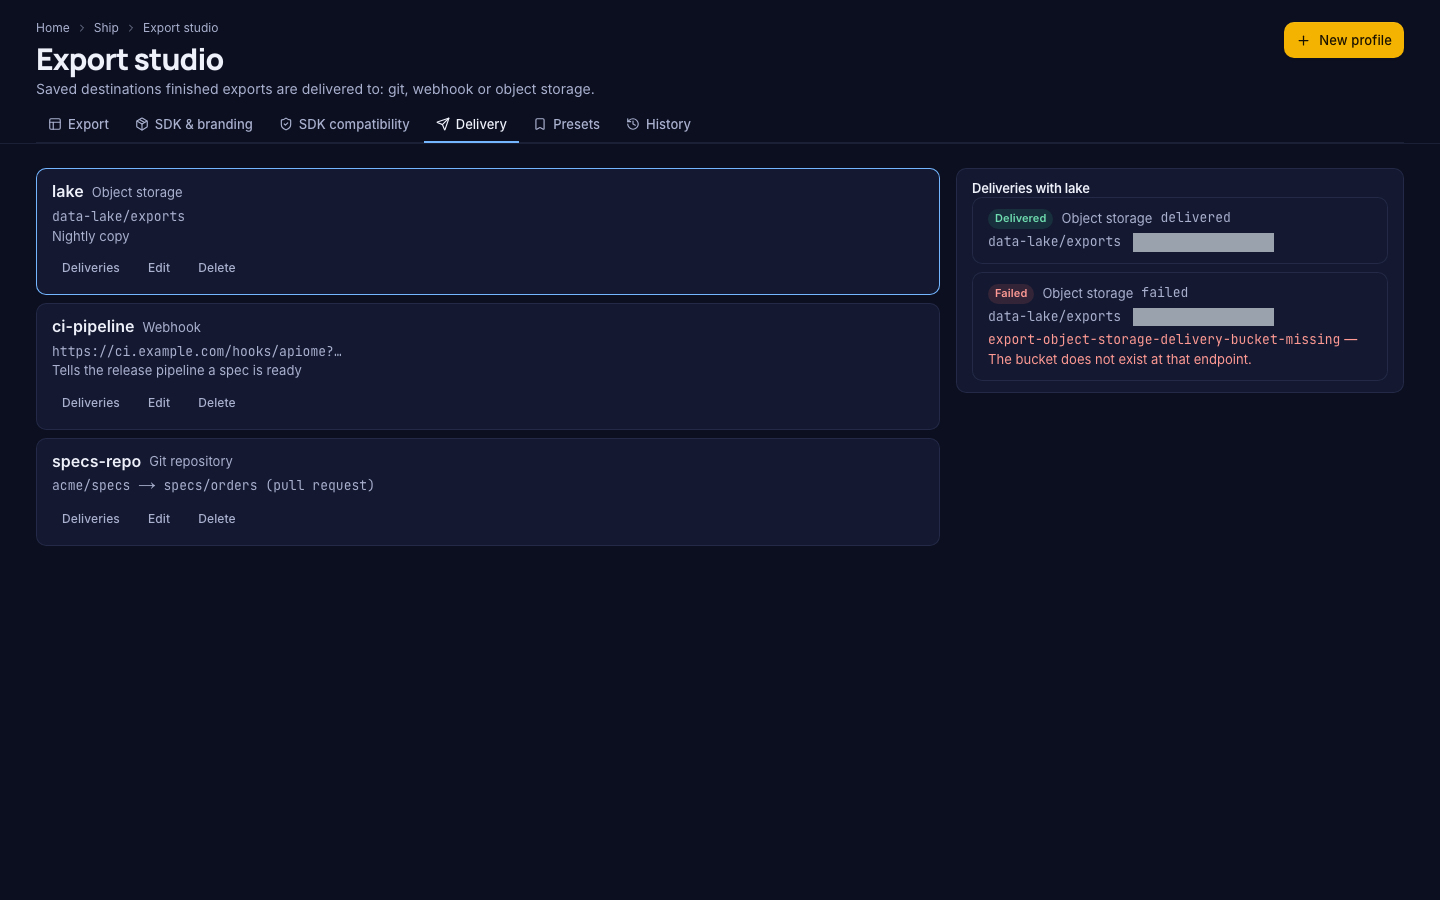 Home > Ship > Export studio
Export studio
Saved destinations finished exports are delivered to: git, webhook or object storage.
New profile
Export SDK & branding SDK compatibility Delivery Presets History
lake Object storage
data-lake/exports
Nightly copy
Deliveries Edit Delete
ci-pipeline Webhook
https://ci.example.com/hooks/apiome?…
Tells the release pipeline a spec is ready
Deliveries Edit Delete
specs-repo Git repository
acme/specs ⟶ specs/orders (pull request)
Deliveries Edit Delete
Deliveries with lake
Delivered Object storage delivered
data-lake/exports
Failed Object storage failed
data-lake/exports
export-object-storage-delivery-bucket-missing —
The bucket does not exist at that endpoint.